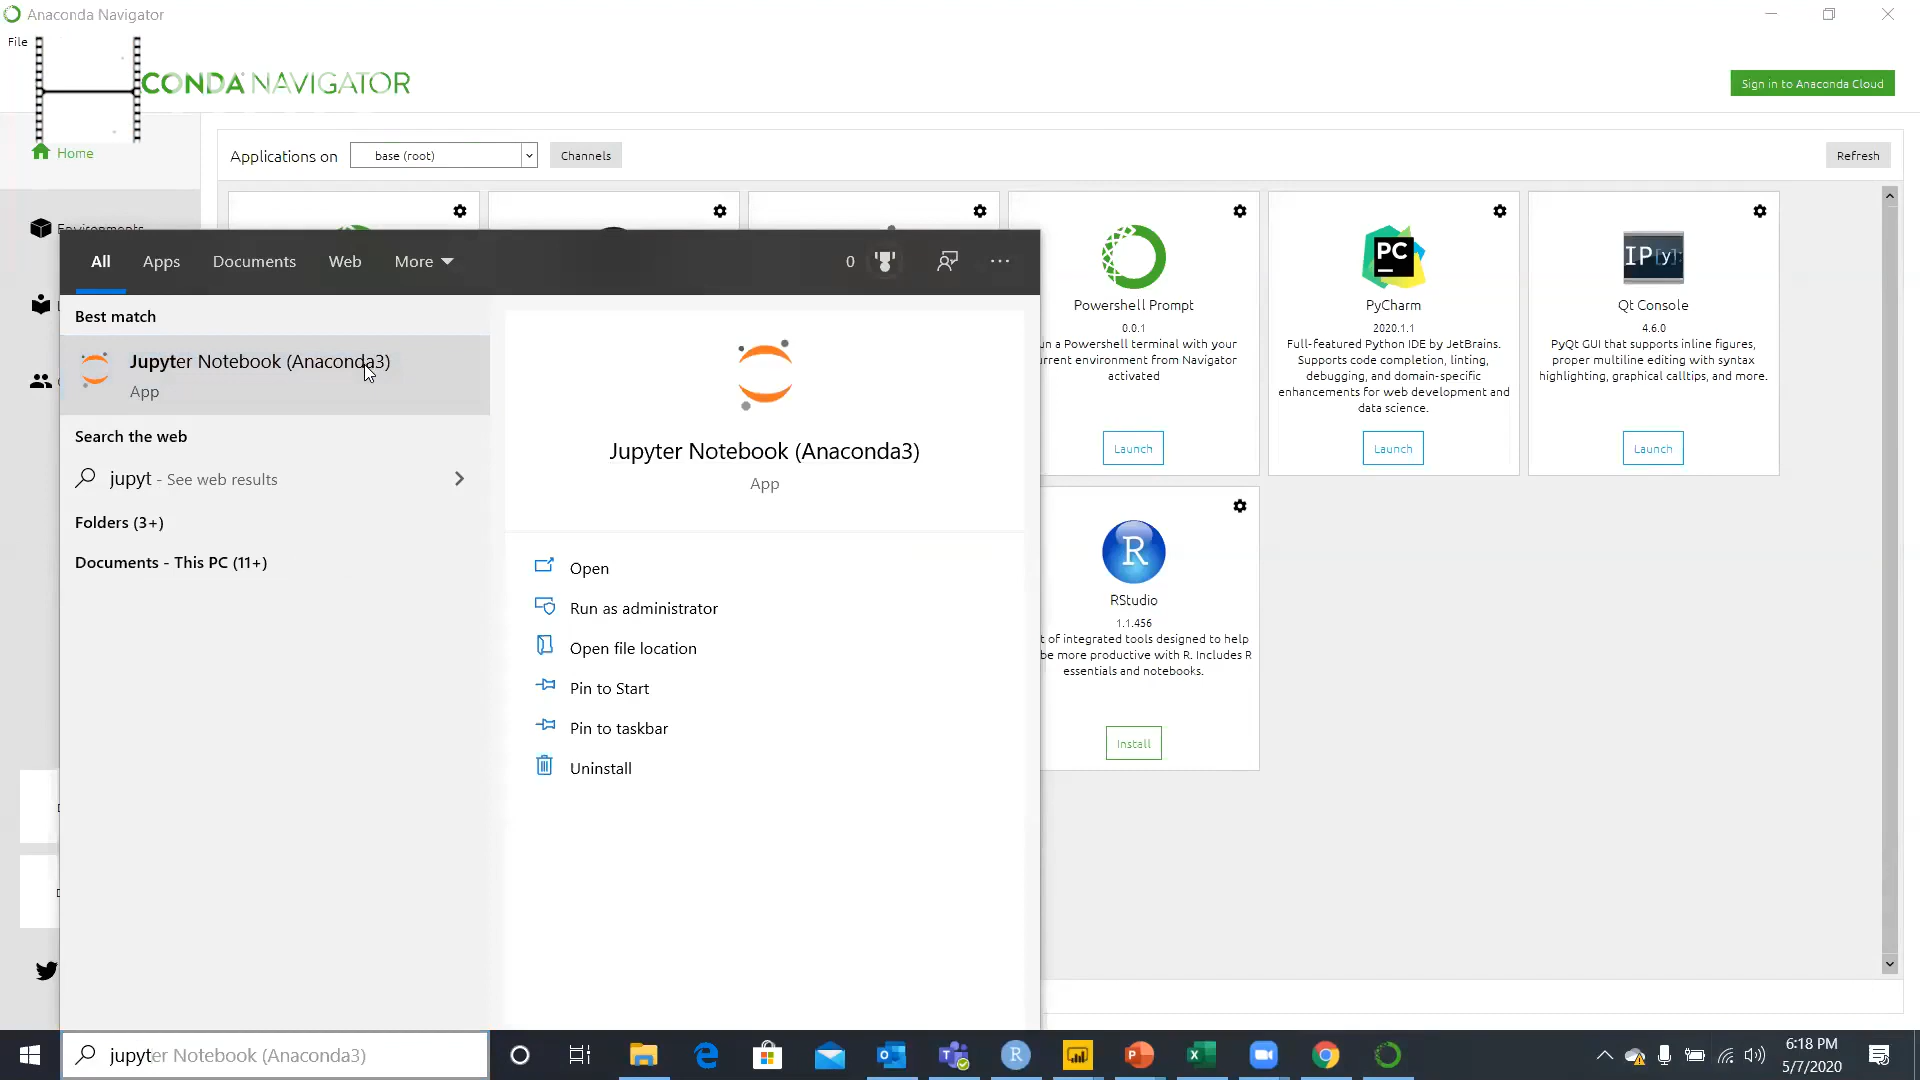 Anaconda Navigator
File
CONDA NAVIGATOR
Sign in to Anaconda Cloud
Home
Applications on
base (root)
Channels
Refresh
Environments
All
Apps
Documents
Web
More
0
Best match
Jupyter Notebook (Anaconda3)
App
Search the web
jupyt - See web results
Folders (3+)
Documents - This PC (11+)
Jupyter Notebook (Anaconda3)
App
Open
Run as administrator
Open file location
Pin to Start
Pin to taskbar
Uninstall
Powershell Prompt
0.0.1
n a Powershell terminal with your
urrent environment from Navigator
activated
Launch
PC
PyCharm
2020.1.1
Full-featured Python IDE by JetBrains.
Supports code completion, linting,
debugging, and domain-specific
enhancements for web development and
data science.
Launch
IP[y]:
Qt Console
4.6.0
PyQt GUI that supports inline figures,
proper multiline editing with syntax
highlighting, graphical calltips, and more.
Launch
R
RStudio
1.1.456
t of integrated tools designed to help
be more productive with R. Includes R
essentials and notebooks.
Install
jupyter Notebook (Anaconda3)
6:18 PM
5/7/2020